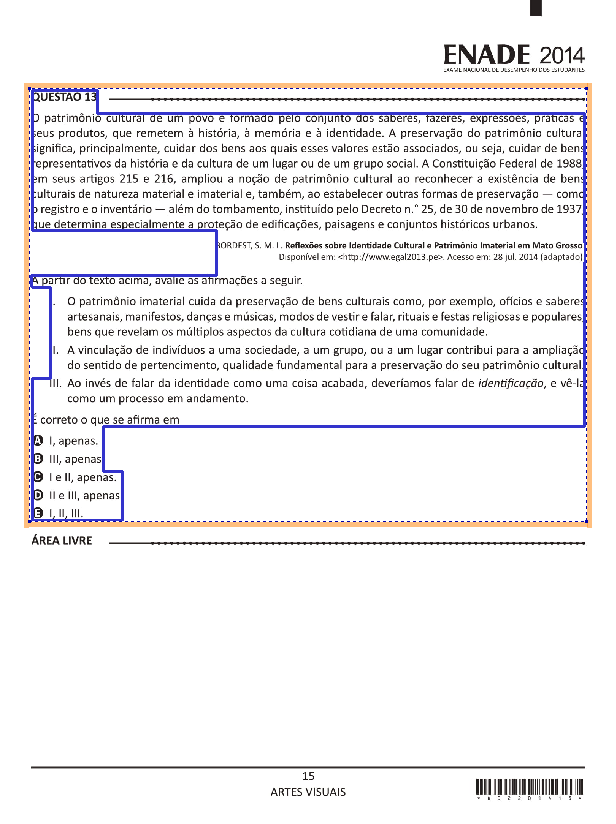 ENADE 2014
EXAME NACIONAL DE DESEMPENHO DOS ESTUDANTES
QUESTÃO 13
O patrimônio cultural de um povo é formado pelo conjunto dos saberes, fazeres, expressões, práticas e
seus produtos, que remetem à história, à memória e à identidade. A preservação do patrimônio cultural
significa, principalmente, cuidar dos bens aos quais esses valores estão associados, ou seja, cuidar de bens
representativos da história e da cultura de um lugar ou de um grupo social. A Constituição Federal de 1988,
em seus artigos 215 e 216, ampliou a noção de patrimônio cultural ao reconhecer a existência de bens
culturais de natureza material e imaterial e, também, ao estabelecer outras formas de preservação — como
o registro e o inventário — além do tombamento, instituído pelo Decreto n.° 25, de 30 de novembro de 1937,
que determina especialmente a proteção de edificações, paisagens e conjuntos históricos urbanos.
BORDEST, S. M. L. Reflexões sobre Identidade Cultural e Patrimônio Imaterial em Mato Grosso.
Disponível em: <http://www.egal2013.pe>. Acesso em: 28 jul. 2014 (adaptado).
A partir do texto acima, avalie as afirmações a seguir.
I. O patrimônio imaterial cuida da preservação de bens culturais como, por exemplo, ofícios e saberes
artesanais, manifestos, danças e músicas, modos de vestir e falar, rituais e festas religiosas e populares,
bens que revelam os múltiplos aspectos da cultura cotidiana de uma comunidade.
II. A vinculação de indivíduos a uma sociedade, a um grupo, ou a um lugar contribui para a ampliação
do sentido de pertencimento, qualidade fundamental para a preservação do seu patrimônio cultural.
III. Ao invés de falar da identidade como uma coisa acabada, deveríamos falar de identificação, e vê-la
como um processo em andamento.
É correto o que se afirma em
A I, apenas.
B III, apenas.
C I e II, apenas.
D II e III, apenas.
E I, II, III.
ÁREA LIVRE
15
ARTES VISUAIS